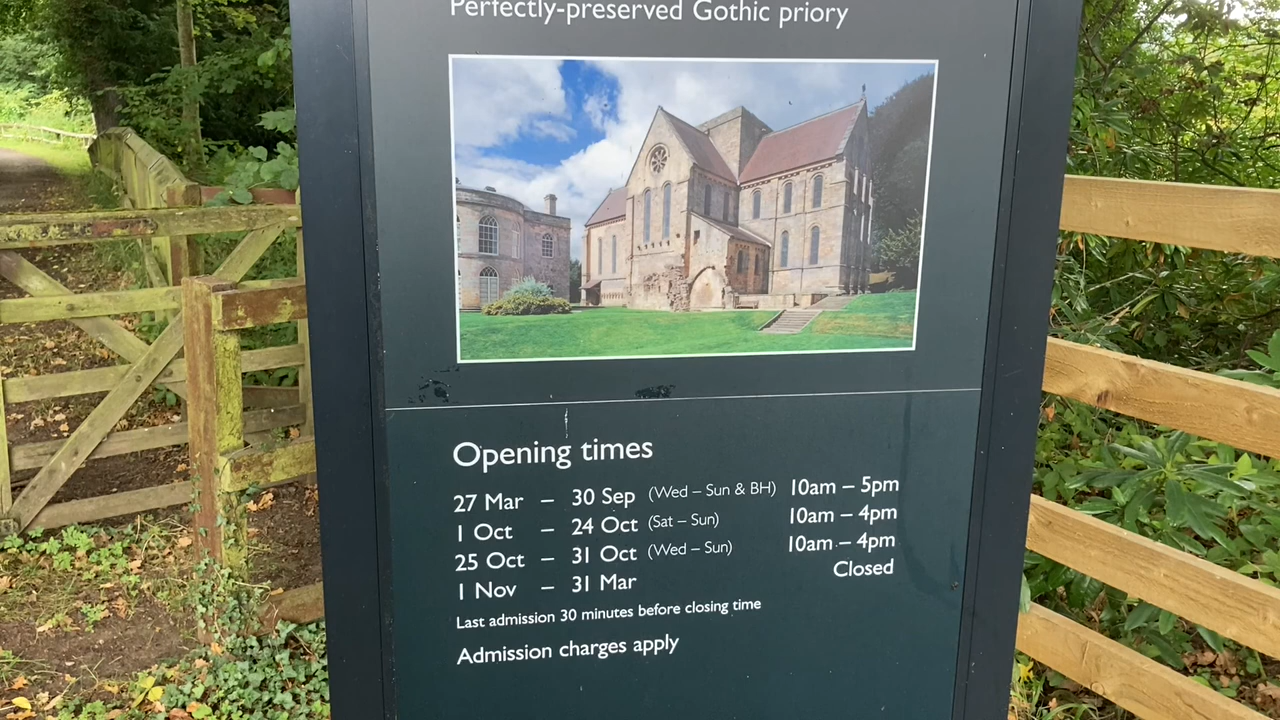 Perfectly-preserved Gothic priory
Opening times
27 Mar – 30 Sep (Wed – Sun & BH) 10am – 5pm
1 Oct – 24 Oct (Sat – Sun) 10am – 4pm
25 Oct – 31 Oct (Wed – Sun) 10am – 4pm
1 Nov – 31 Mar Closed
Last admission 30 minutes before closing time
Admission charges apply